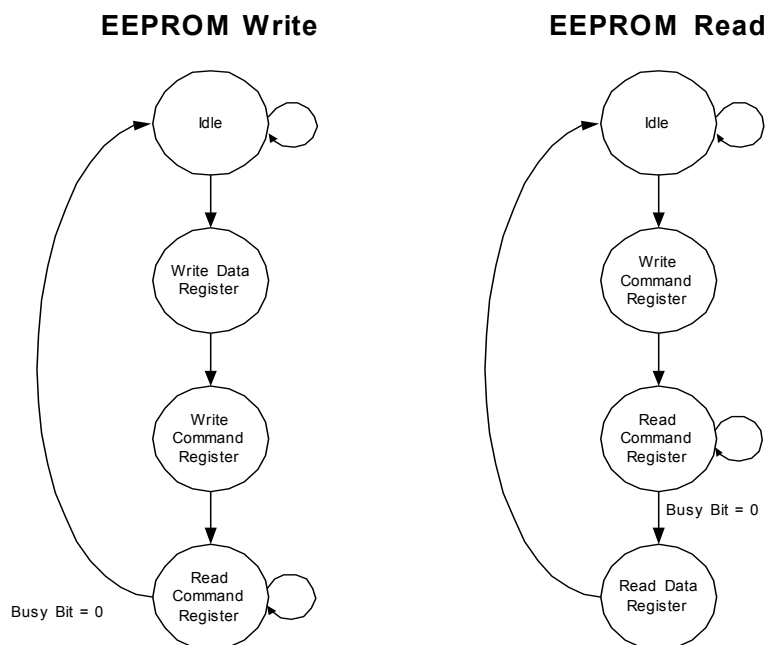 EEPROM Write
Idle
Write Data
Register
Write
Command
Register
Read
Command
Register
Busy Bit = 0
EEPROM Read
Idle
Write
Command
Register
Read
Command
Register
Busy Bit = 0
Read Data
Register